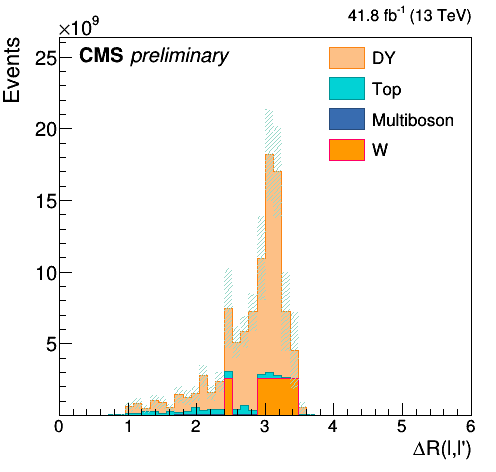 41.8 fb⁻¹ (13 TeV)
×10⁹
CMS preliminary
Events
DY
Top
Multiboson
W
25
20
15
10
5
0 1 2 3 4 5 6
ΔR(l,l')